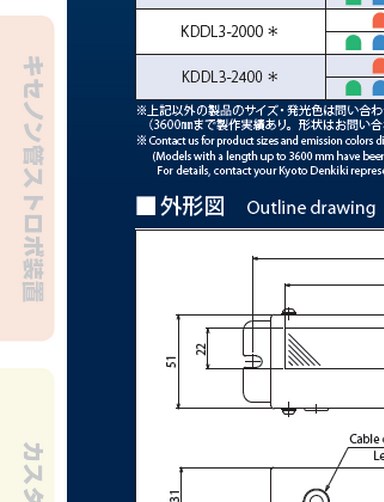 KDDL3-2000 ＊
KDDL3-2400 ＊
※上記以外の製品のサイズ・発光色は問い合わ
（3600㎜まで製作実績あり。形状はお問い合
※Contact us for product sizes and emission colors di
(Models with a length up to 3600 mm have been
For details, contact your Kyoto Denkiki represe
■ 外形図 Outline drawing
51
22
Cable
Le
31
キセノン管ストロボ装置
カスタ